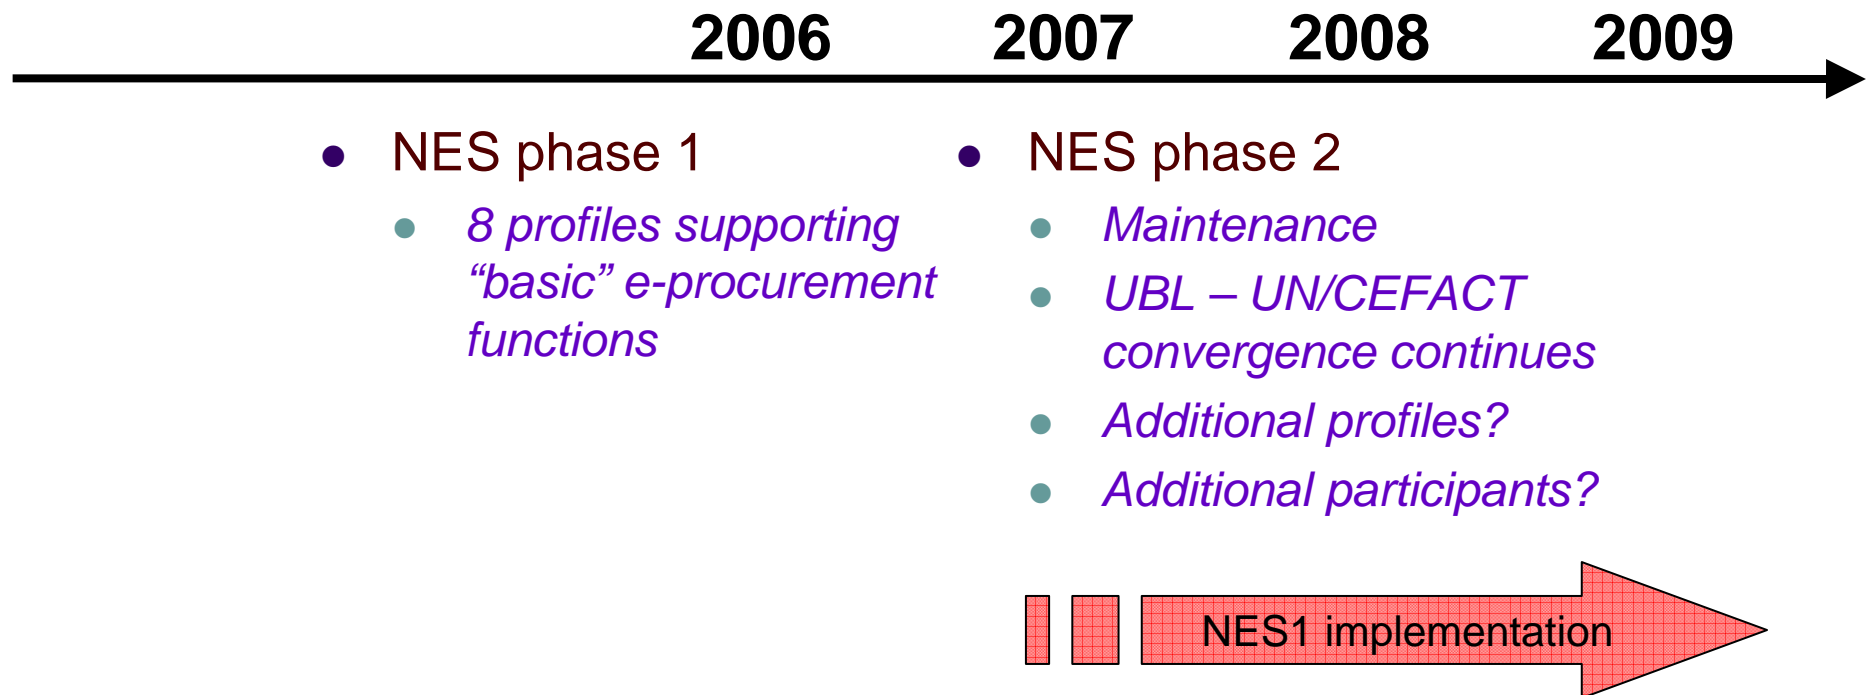 2006 2007 2008 2009
NES phase 1
8 profiles supporting
“basic” e-procurement
functions
NES phase 2
Maintenance
UBL – UN/CEFACT
convergence continues
Additional profiles?
Additional participants?
NES1 implementation